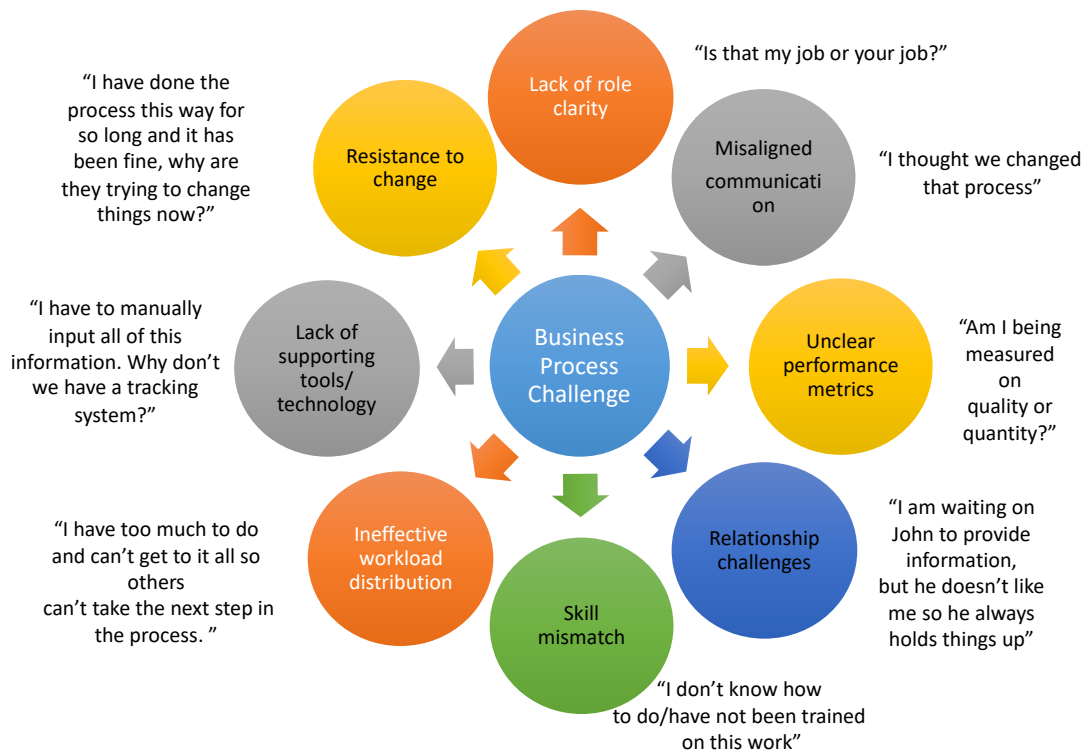 “Is that my job or your job?”
Lack of role
clarity
“I have done the
process this way for
so long and it has
been fine, why are
they trying to change
things now?”
Resistance to
change
Misaligned
communicati
on
“I thought we changed
that process”
“I have to manually
input all of this
information. Why don’t
we have a tracking
system?”
Lack of
supporting
tools/
technology
Business
Process
Challenge
Unclear
performance
metrics
“Am I being
measured
on
quality or
quantity?”
“I have too much to do
and can’t get to it all so
others
can’t take the next step in
the process. ”
Ineffective
workload
distribution
Skill
mismatch
Relationship
challenges
“I am waiting on
John to provide
information,
but he doesn’t like
me so he always
holds things up”
“I don’t know how
to do/have not been trained
on this work”